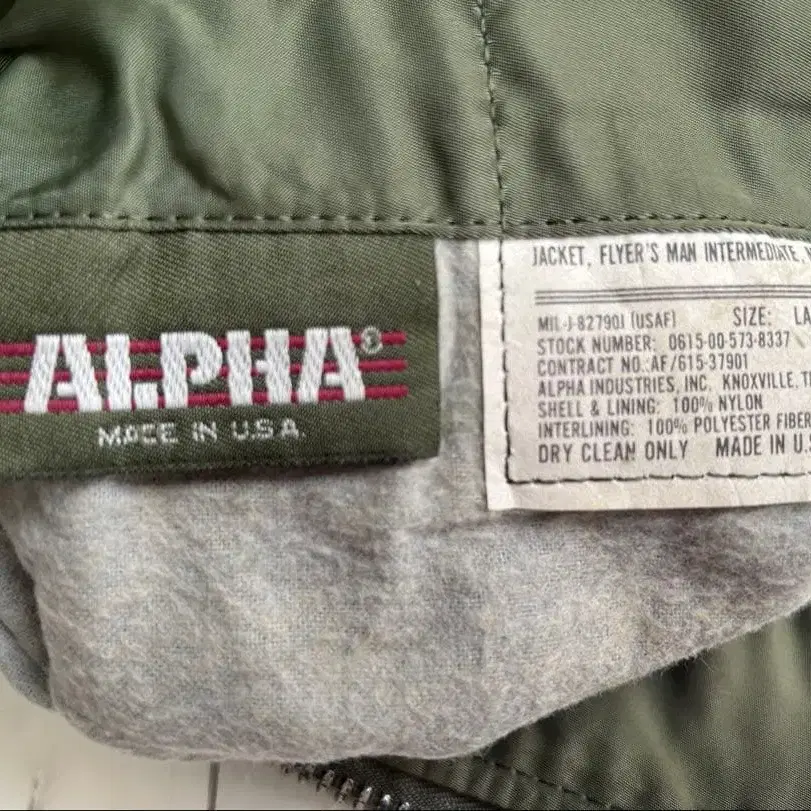 ALPHA®
MADE IN U.S.A.
JACKET, FLYER'S MAN INTERMEDIATE,
MIL-J-82790J (USAF) SIZE: LA
STOCK NUMBER: 0615-00-573-8337
CONTRACT NO.:AF/615-37901
ALPHA INDUSTRIES, INC. KNOXVILLE, T
SHELL & LINING: 100% NYLON
INTERLINING: 100% POLYESTER FIBER
DRY CLEAN ONLY MADE IN U.S